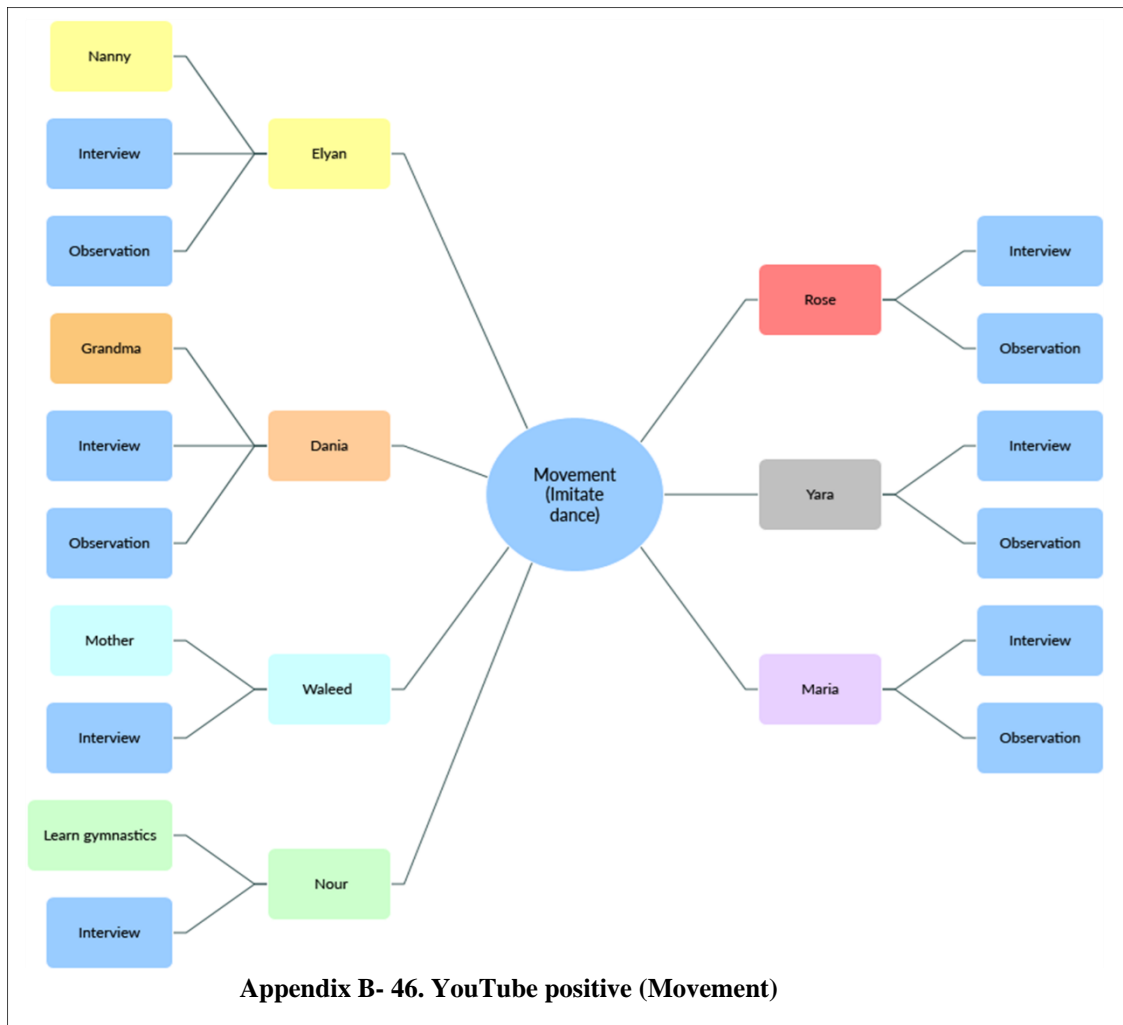 Nanny
Interview
Observation
Elyan
Grandma
Interview
Observation
Dania
Mother
Interview
Waleed
Learn gymnastics
Interview
Nour
Movement
(Imitate
dance)
Rose
Interview
Observation
Yara
Interview
Observation
Maria
Interview
Observation
Appendix B- 46. YouTube positive (Movement)